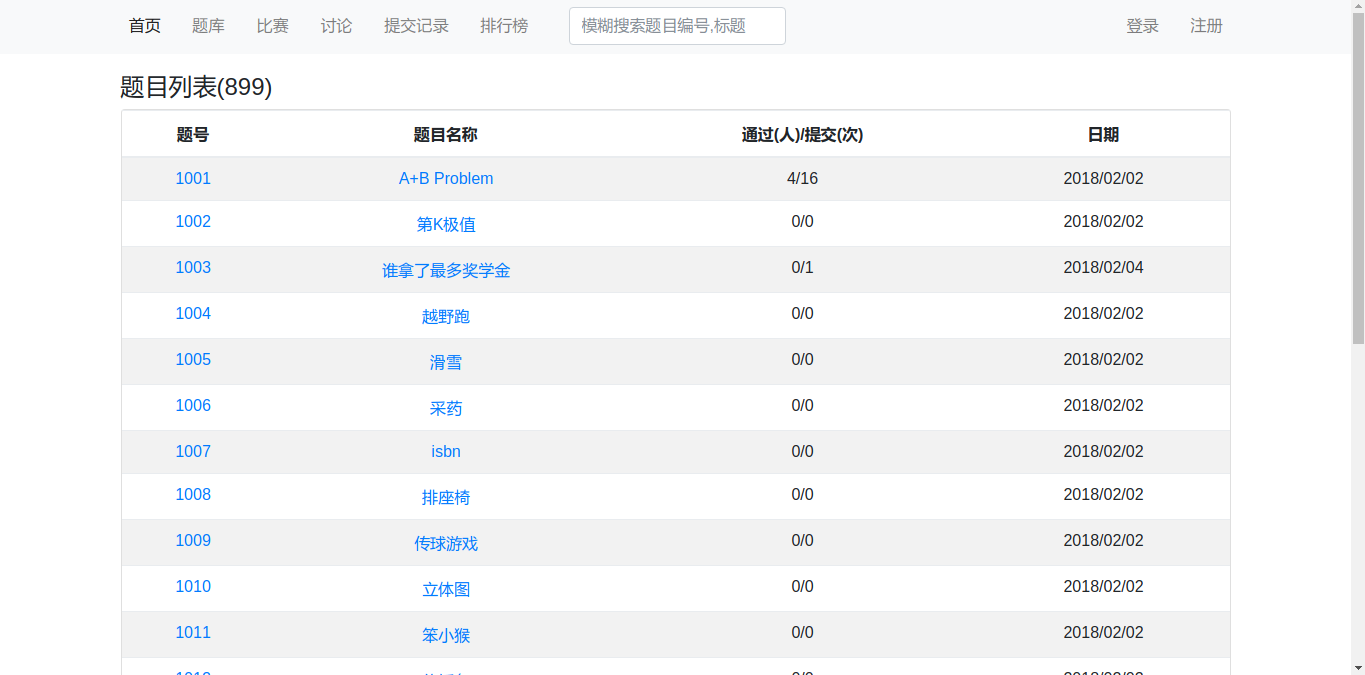 首页 题库 比赛 讨论 提交记录 排行榜 模糊搜索题目编号,标题 登录 注册
题目列表(899)
题号 题目名称 通过(人)/提交(次) 日期
1001 A+B Problem 4/16 2018/02/02
1002 第K极值 0/0 2018/02/02
1003 谁拿了最多奖学金 0/1 2018/02/04
1004 越野跑 0/0 2018/02/02
1005 滑雪 0/0 2018/02/02
1006 采药 0/0 2018/02/02
1007 isbn 0/0 2018/02/02
1008 排座椅 0/0 2018/02/02
1009 传球游戏 0/0 2018/02/02
1010 立体图 0/0 2018/02/02
1011 笨小猴 0/0 2018/02/02